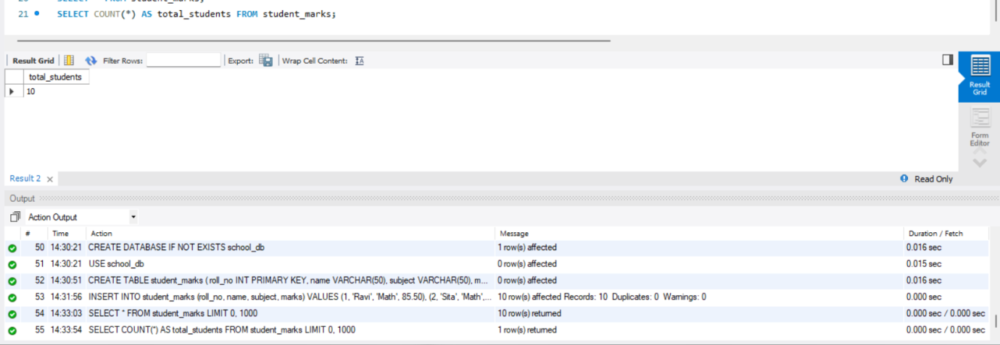 21 SELECT COUNT(*) AS total_students FROM student_marks;
Result Grid Filter Rows: Export: Wrap Cell Content:
total_students
10
Result Grid
Form Editor
Result 2
Read Only
Output
Action Output
# Time Action Message Duration / Fetch
50 14:30:21 CREATE DATABASE IF NOT EXISTS school_db 1 row(s) affected 0.016 sec
51 14:30:21 USE school_db 0 row(s) affected 0.015 sec
52 14:30:51 CREATE TABLE student_marks ( roll_no INT PRIMARY KEY, name VARCHAR(50), subject VARCHAR(50), m... 0 row(s) affected 0.016 sec
53 14:31:56 INSERT INTO student_marks (roll_no, name, subject, marks) VALUES (1, 'Ravi', 'Math', 85.50), (2, 'Sita', 'Math',... 10 row(s) affected Records: 10 Duplicates: 0 Warnings: 0 0.000 sec
54 14:33:03 SELECT * FROM student_marks LIMIT 0, 1000 10 row(s) returned 0.000 sec / 0.000 sec
55 14:33:54 SELECT COUNT(*) AS total_students FROM student_marks LIMIT 0, 1000 1 row(s) returned 0.000 sec / 0.000 sec